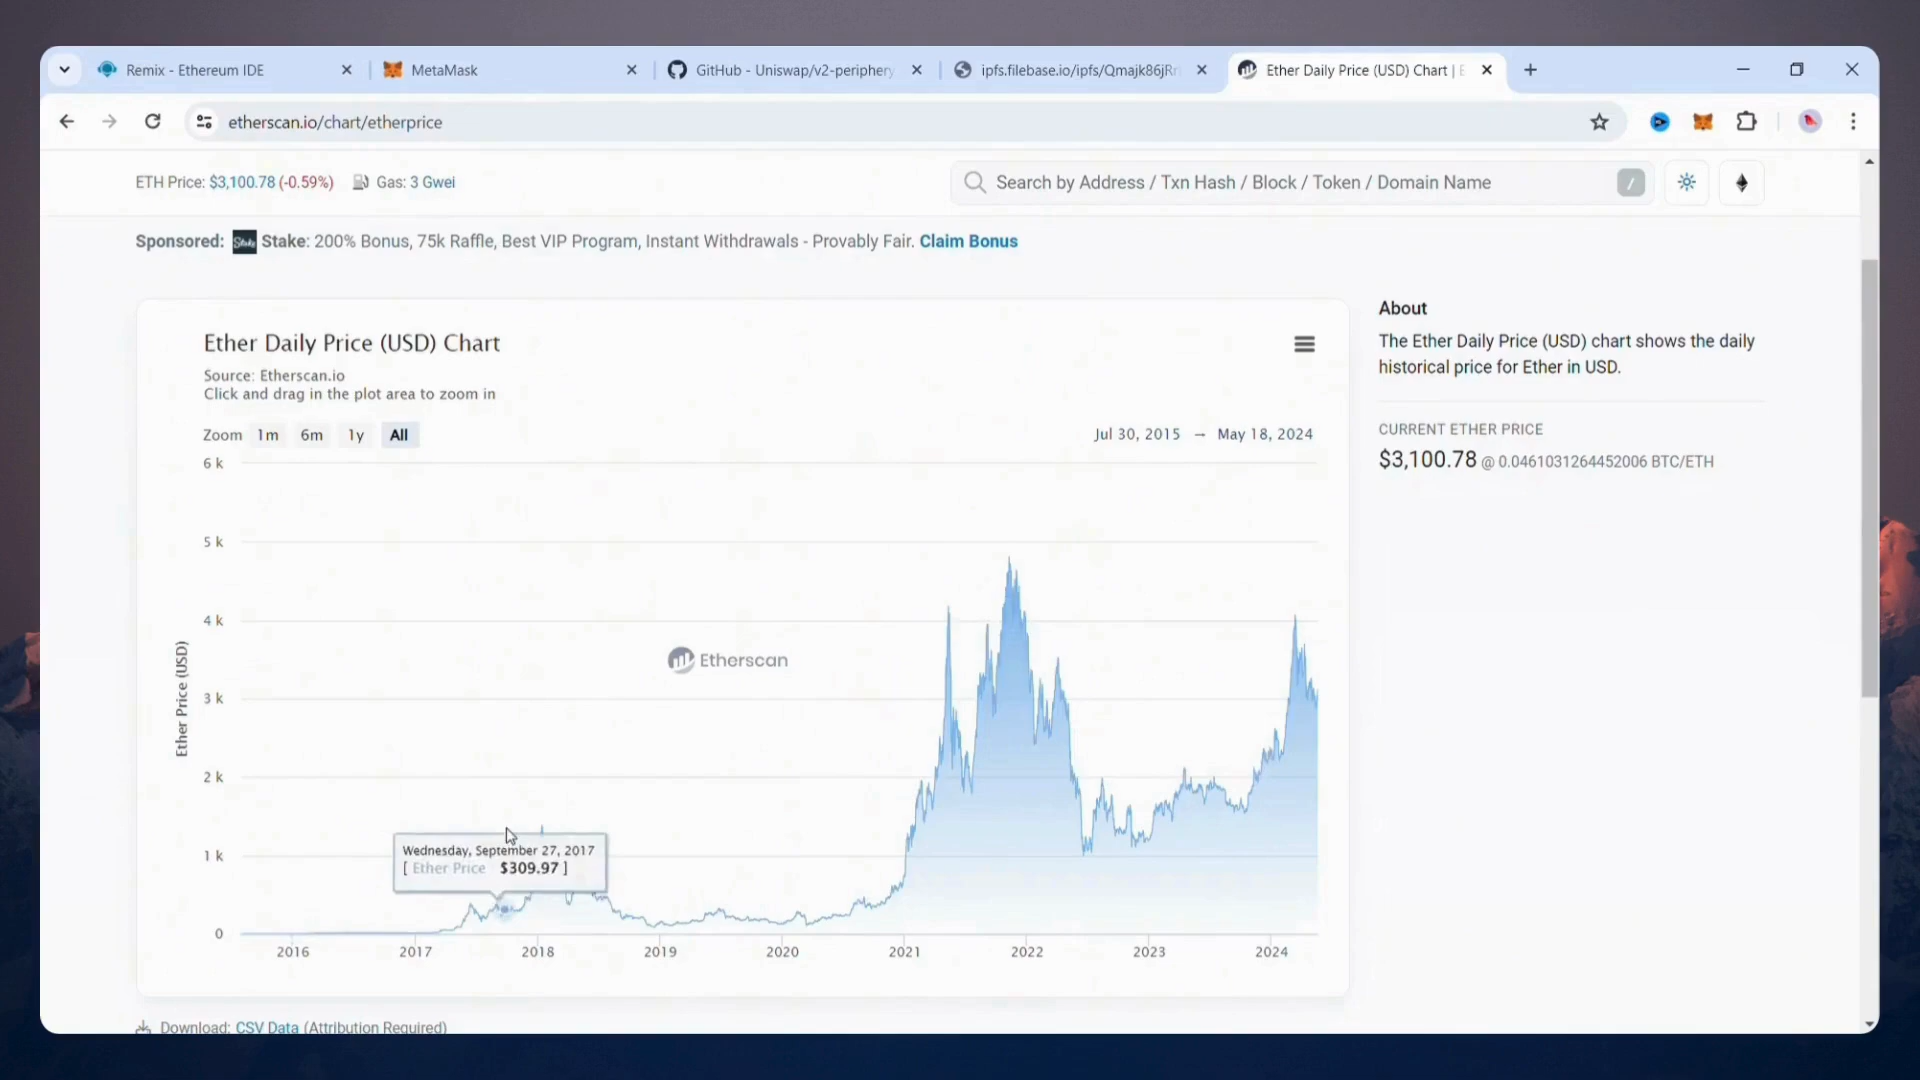 Remix - Ethereum IDE
MetaMask
GitHub - Uniswap/v2-periphery
ipfs.filebase.io/ipfs/Qmajk86jR
Ether Daily Price (USD) Chart |
etherscan.io/chart/etherprice
ETH Price: $3,100.78 (-0.59%) Gas: 3 Gwei
Search by Address / Txn Hash / Block / Token / Domain Name
/
Sponsored: Stake Stake: 200% Bonus, 75k Raffle, Best VIP Program, Instant Withdrawals - Provably Fair. Claim Bonus
Ether Daily Price (USD) Chart
Source: Etherscan.io
Click and drag in the plot area to zoom in
Zoom 1m 6m 1y All
Jul 30, 2015 → May 18, 2024
6 k
5 k
4 k
3 k
2 k
1 k
0
Ether Price (USD)
Etherscan
Wednesday, September 27, 2017
[ Ether Price $309.97 ]
2016 2017 2018 2019 2020 2021 2022 2023 2024
About
The Ether Daily Price (USD) chart shows the daily
historical price for Ether in USD.
CURRENT ETHER PRICE
$3,100.78 @ 0.0461031264452006 BTC/ETH
Download: CSV Data (Attribution Required)